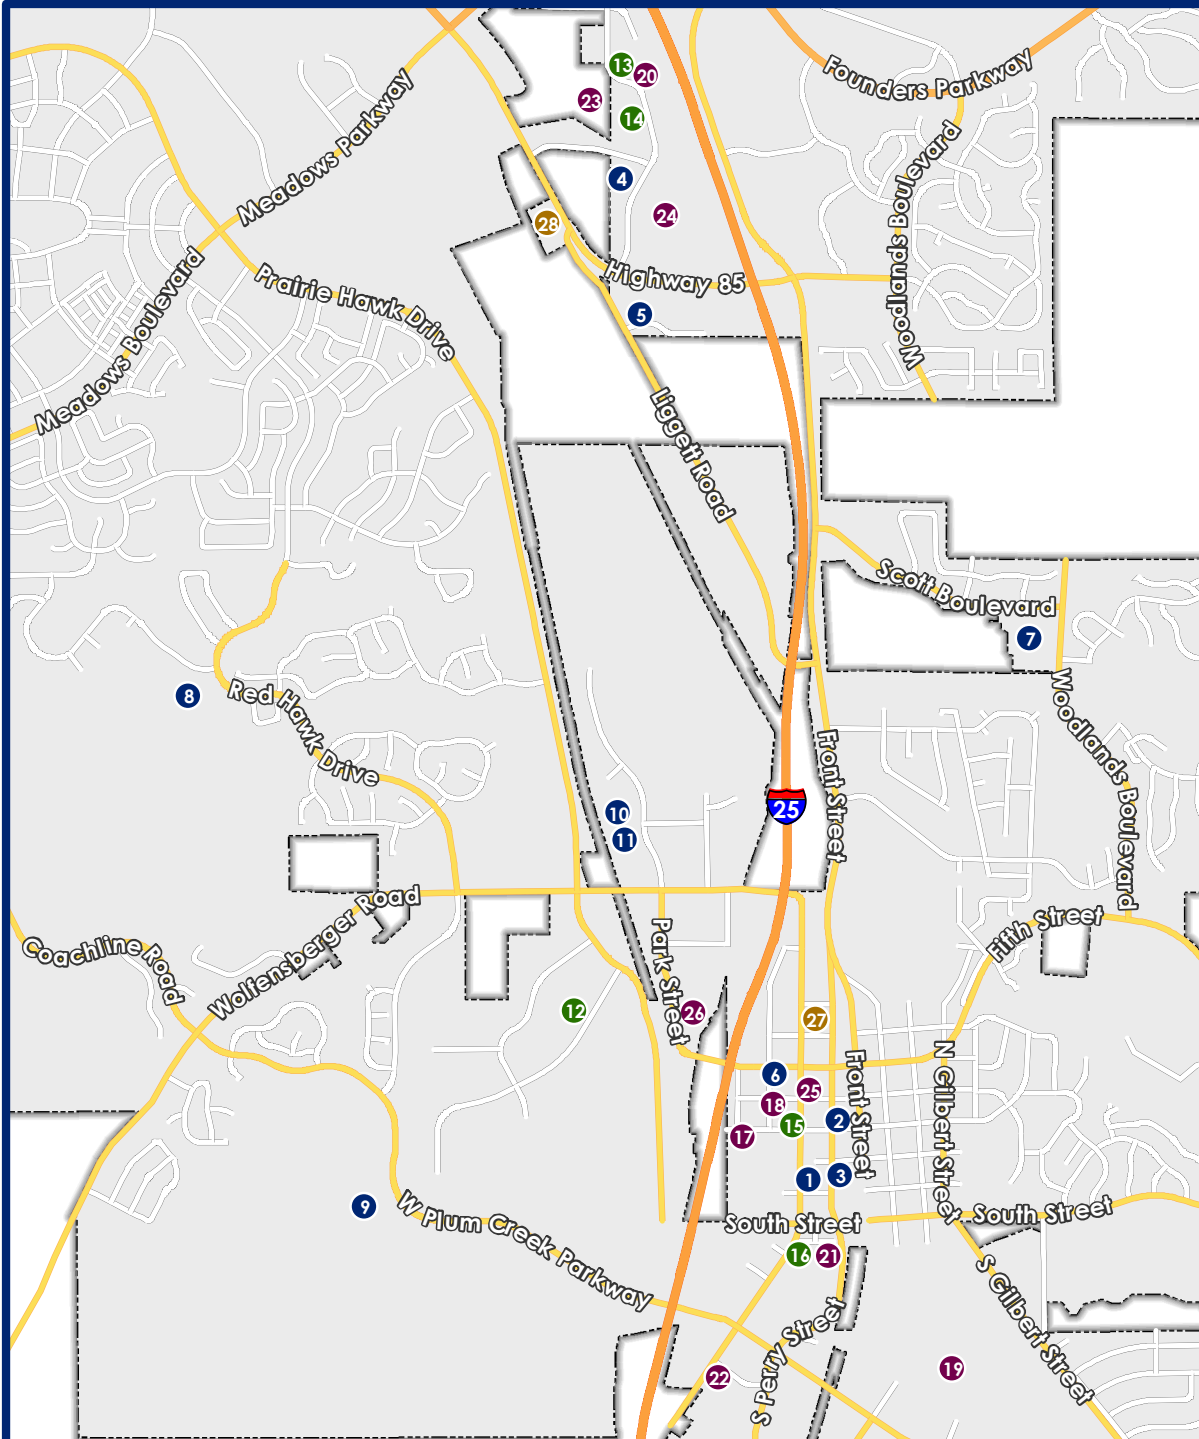 Founders Parkway
13
20
Meadows Parkway
23
14
Woodlands Boulevard
4
24
28
Highway 85
Meadows Boulevard
Prairie Hawk Drive
5
Liggett Road
Scott Boulevard
7
8
Red Hawk Drive
Woodlands Boulevard
Front Street
25
10
11
Wolfensberger Road
Coachline Road
Park Street
Fifth Street
12
26
27
6
Front Street
N Gilbert Street
25
18
15
2
17
1
3
9
W Plum Creek Parkway
South Street
South Street
16
21
S Gilbert Street
S Perry Street
22
19